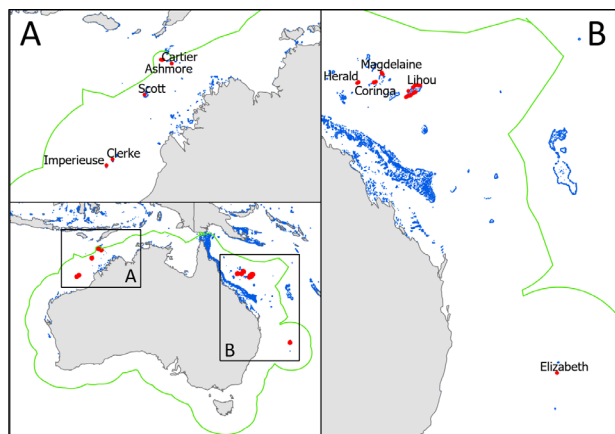 A
Cartier
Ashmore
Scott
Clerke
Imperieuse
A
B
B
Magdelaine
Herald
Lihou
Coringa
Elizabeth